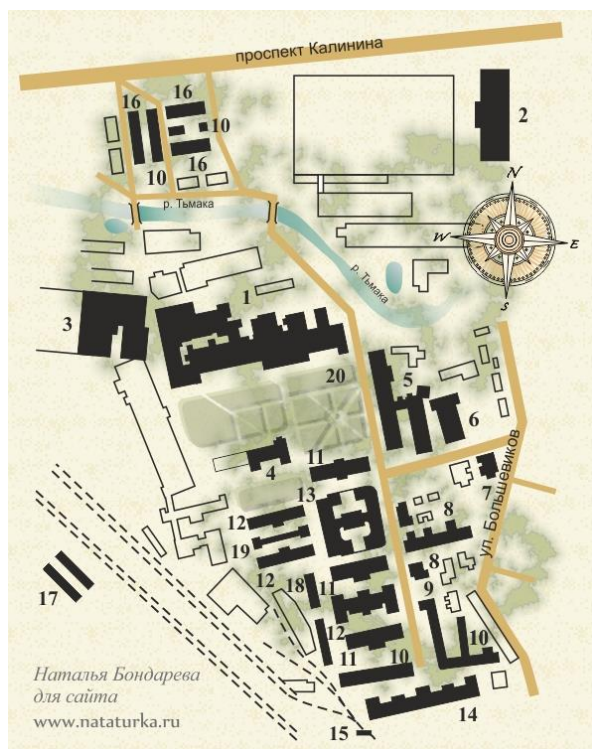 проспект Калинина
16
16
2
10
10
16
N
р. Тьмака
W
E
р. Тьмака
S
1
3
20
5
6
11
4
7
13
12
8
ул. Большевиков
19
8
12
18
11
9
17
12
10
11
10
Наталья Бондарева
для сайта
www.nataturka.ru
14
15